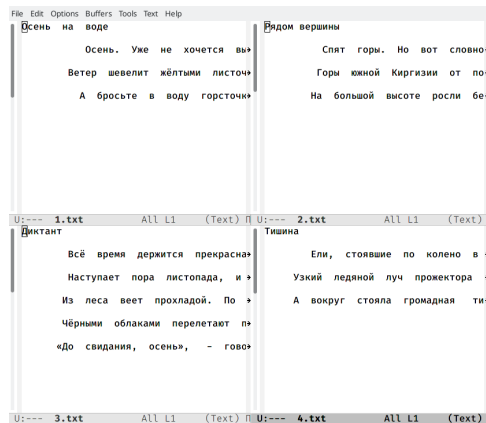 File Edit Options Buffers Tools Text Help
Осень на воде
Осень. Уже не хочется вы
Ветер шевелит жёлтыми листоч
А бросьте в воду горсточк
U:--- 1.txt All L1 (Text) П
Рядом вершины
Спят горы. Но вот словно
Горы южной Киргизии от по
На большой высоте росли бе
U:--- 2.txt All L1 (Text)
Диктант
Всё время держится прекрасна
Наступает пора листопада, и
Из леса веет прохладой. По
Чёрными облаками перелетают п
«До свидания, осень», - гово
U:--- 3.txt All L1 (Text) П
Тишина
Ели, стоявшие по колено в
Узкий ледяной луч прожектора
А вокруг стояла громадная ти
U:--- 4.txt All L1 (Text)